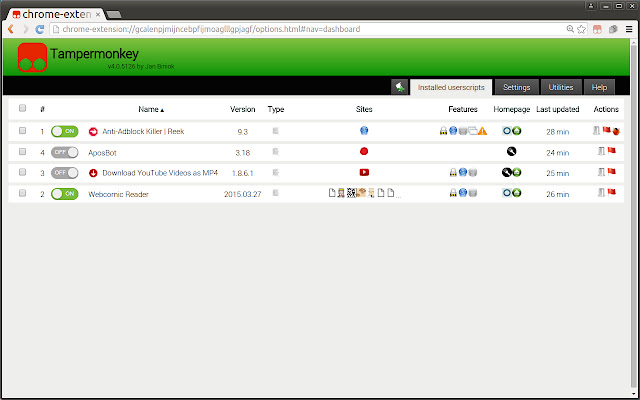 chrome-exten
chrome-extension://gcalenpjmijncebpfijmoaglllgpjagf/options.html#nav=dashboard
Tampermonkey
v4.0.5126 by Jan Biniok
Installed userscripts Settings Utilities Help
# Name ▴ Version Type Sites Features Homepage Last updated Actions
1 ON Anti-Adblock Killer | Reek 9.3 28 min
4 OFF AposBot 3.18 24 min
3 OFF Download YouTube Videos as MP4 1.8.6.1 25 min
2 ON Webcomic Reader 2015.03.27 ... 26 min